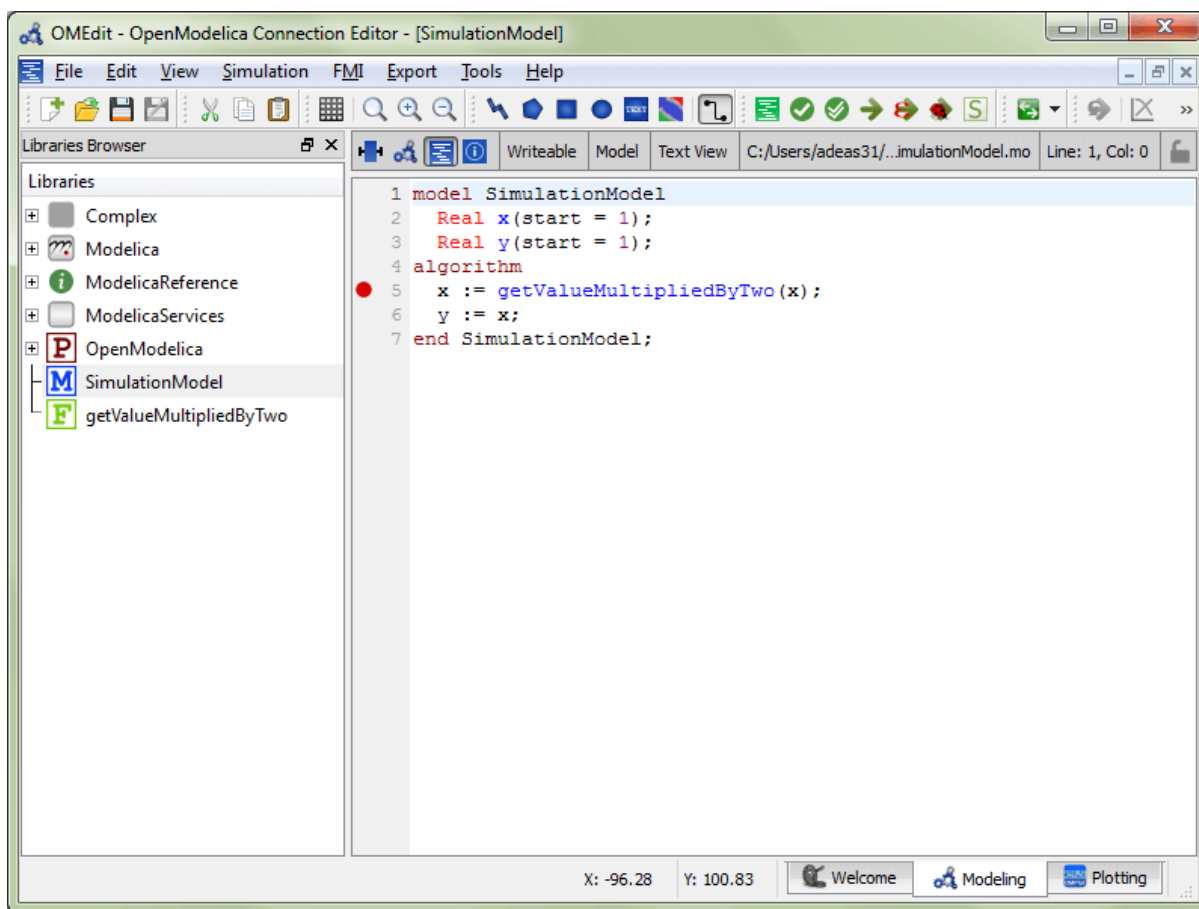 OMEdit - OpenModelica Connection Editor - [SimulationModel]
File Edit View Simulation FMI Export Tools Help
TEXT S »
Libraries Browser
Writeable Model Text View C:/Users/adeas31/...imulationModel.mo Line: 1, Col: 0
Libraries
Complex
Modelica
ModelicaReference
ModelicaServices
P OpenModelica
M SimulationModel
F getValueMultipliedByTwo
1 model SimulationModel
2 Real x(start = 1);
3 Real y(start = 1);
4 algorithm
5 x := getValueMultipliedByTwo(x);
6 y := x;
7 end SimulationModel;
X: -96.28 Y: 100.83 Welcome Modeling Plotting